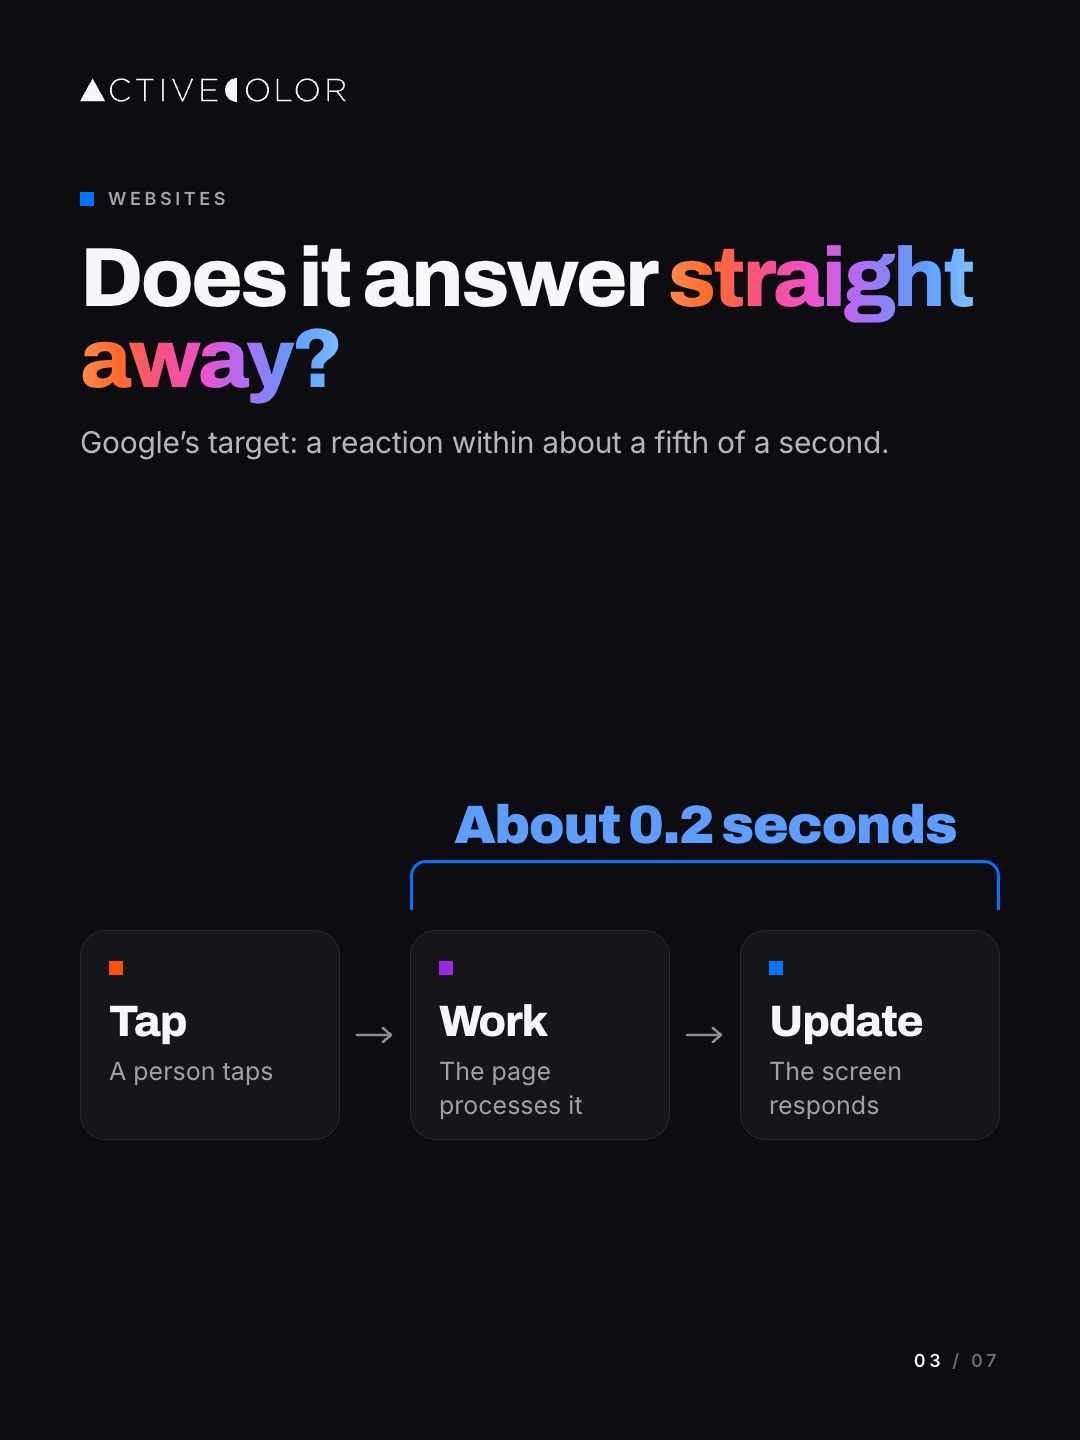 ACTIVECOLOR
WEBSITES
Does it answer straight
away?
Google’s target: a reaction within about a fifth of a second.
About 0.2 seconds
Tap
A person taps
Work
The page
processes it
Update
The screen
responds
03 / 07